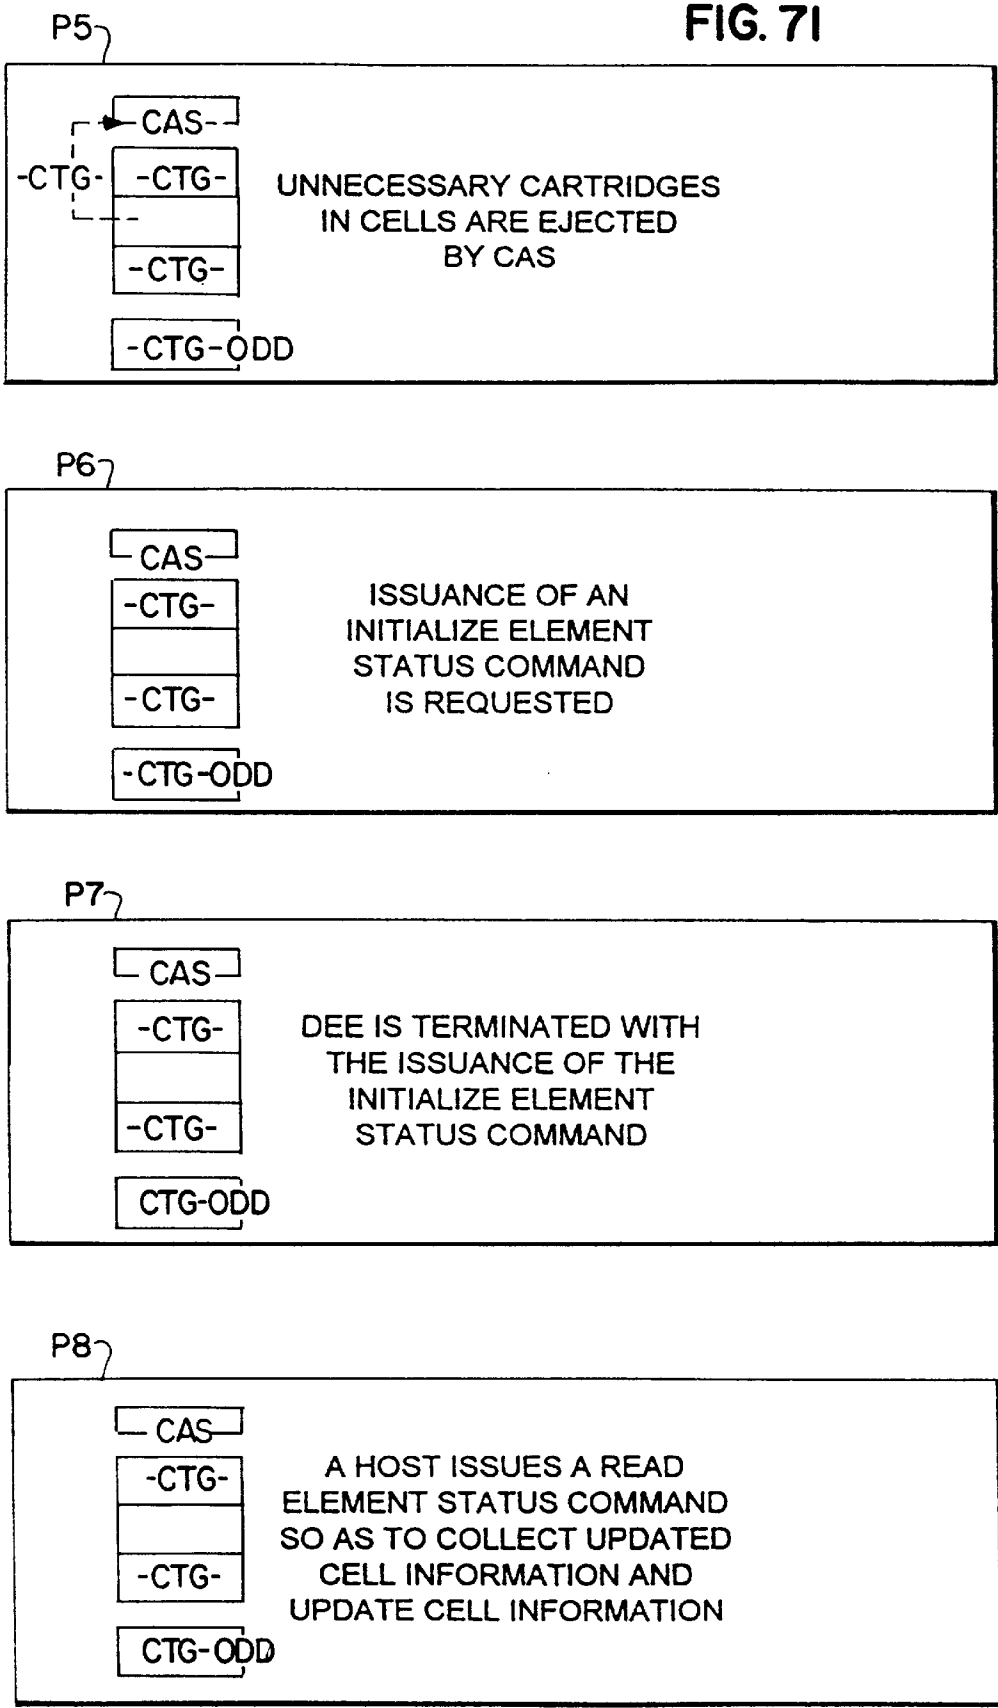 FIG. 71
P5
CAS
-CTG- -CTG-
UNNECESSARY CARTRIDGES
IN CELLS ARE EJECTED
BY CAS
-CTG-
-CTG-ODD
P6
CAS
-CTG-
ISSUANCE OF AN
INITIALIZE ELEMENT
STATUS COMMAND
IS REQUESTED
-CTG-
-CTG-ODD
P7
CAS
-CTG-
DEE IS TERMINATED WITH
THE ISSUANCE OF THE
INITIALIZE ELEMENT
STATUS COMMAND
-CTG-
CTG-ODD
P8
CAS
-CTG-
A HOST ISSUES A READ
ELEMENT STATUS COMMAND
SO AS TO COLLECT UPDATED
CELL INFORMATION AND
UPDATE CELL INFORMATION
-CTG-
CTG-ODD